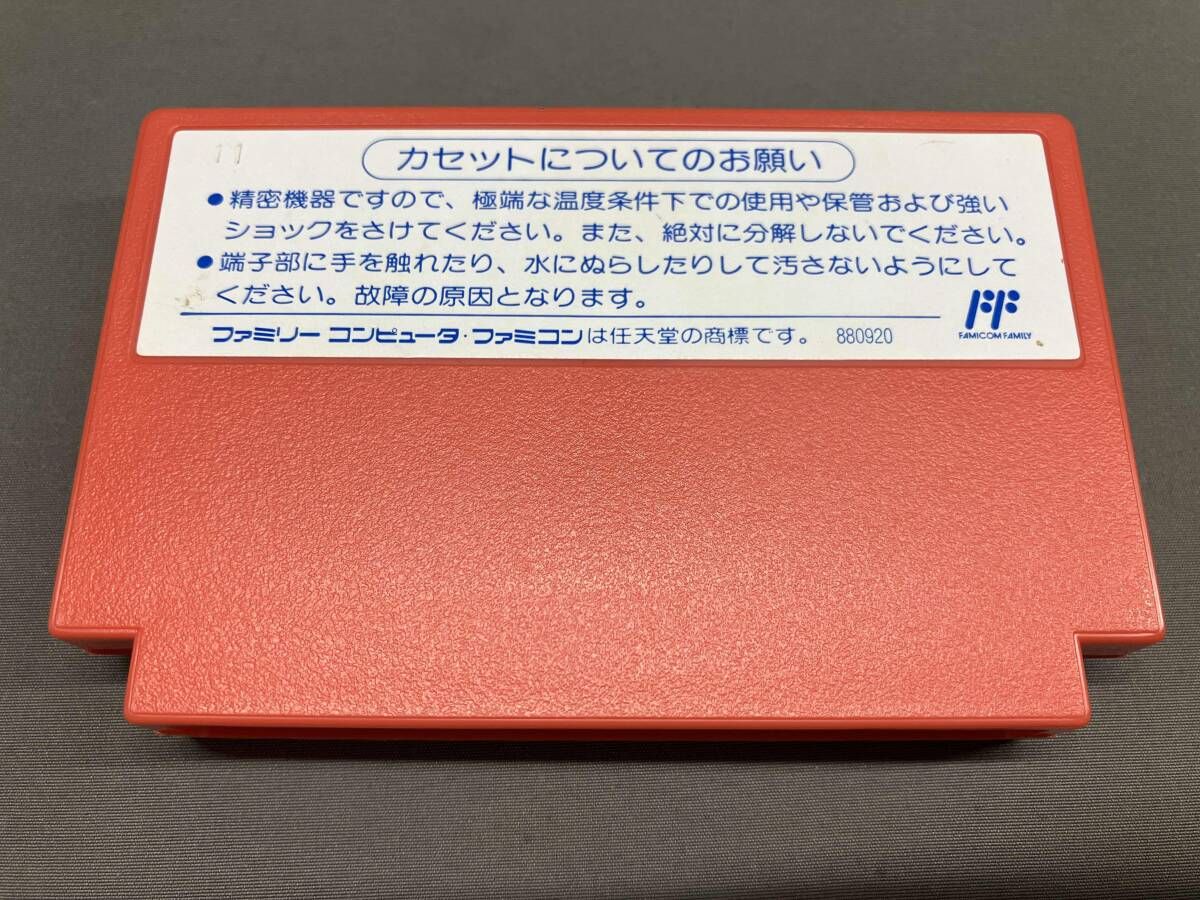 11
カセットについてのお願い
●精密機器ですので、極端な温度条件下での使用や保管および強い
ショックをさけてください。また、絶対に分解しないでください。
●端子部に手を触れたり、水にぬらしたりして汚さないようにして
ください。故障の原因となります。
FAMICOM FAMILY
ファミリー コンピュータ・ファミコンは任天堂の商標です。 880920